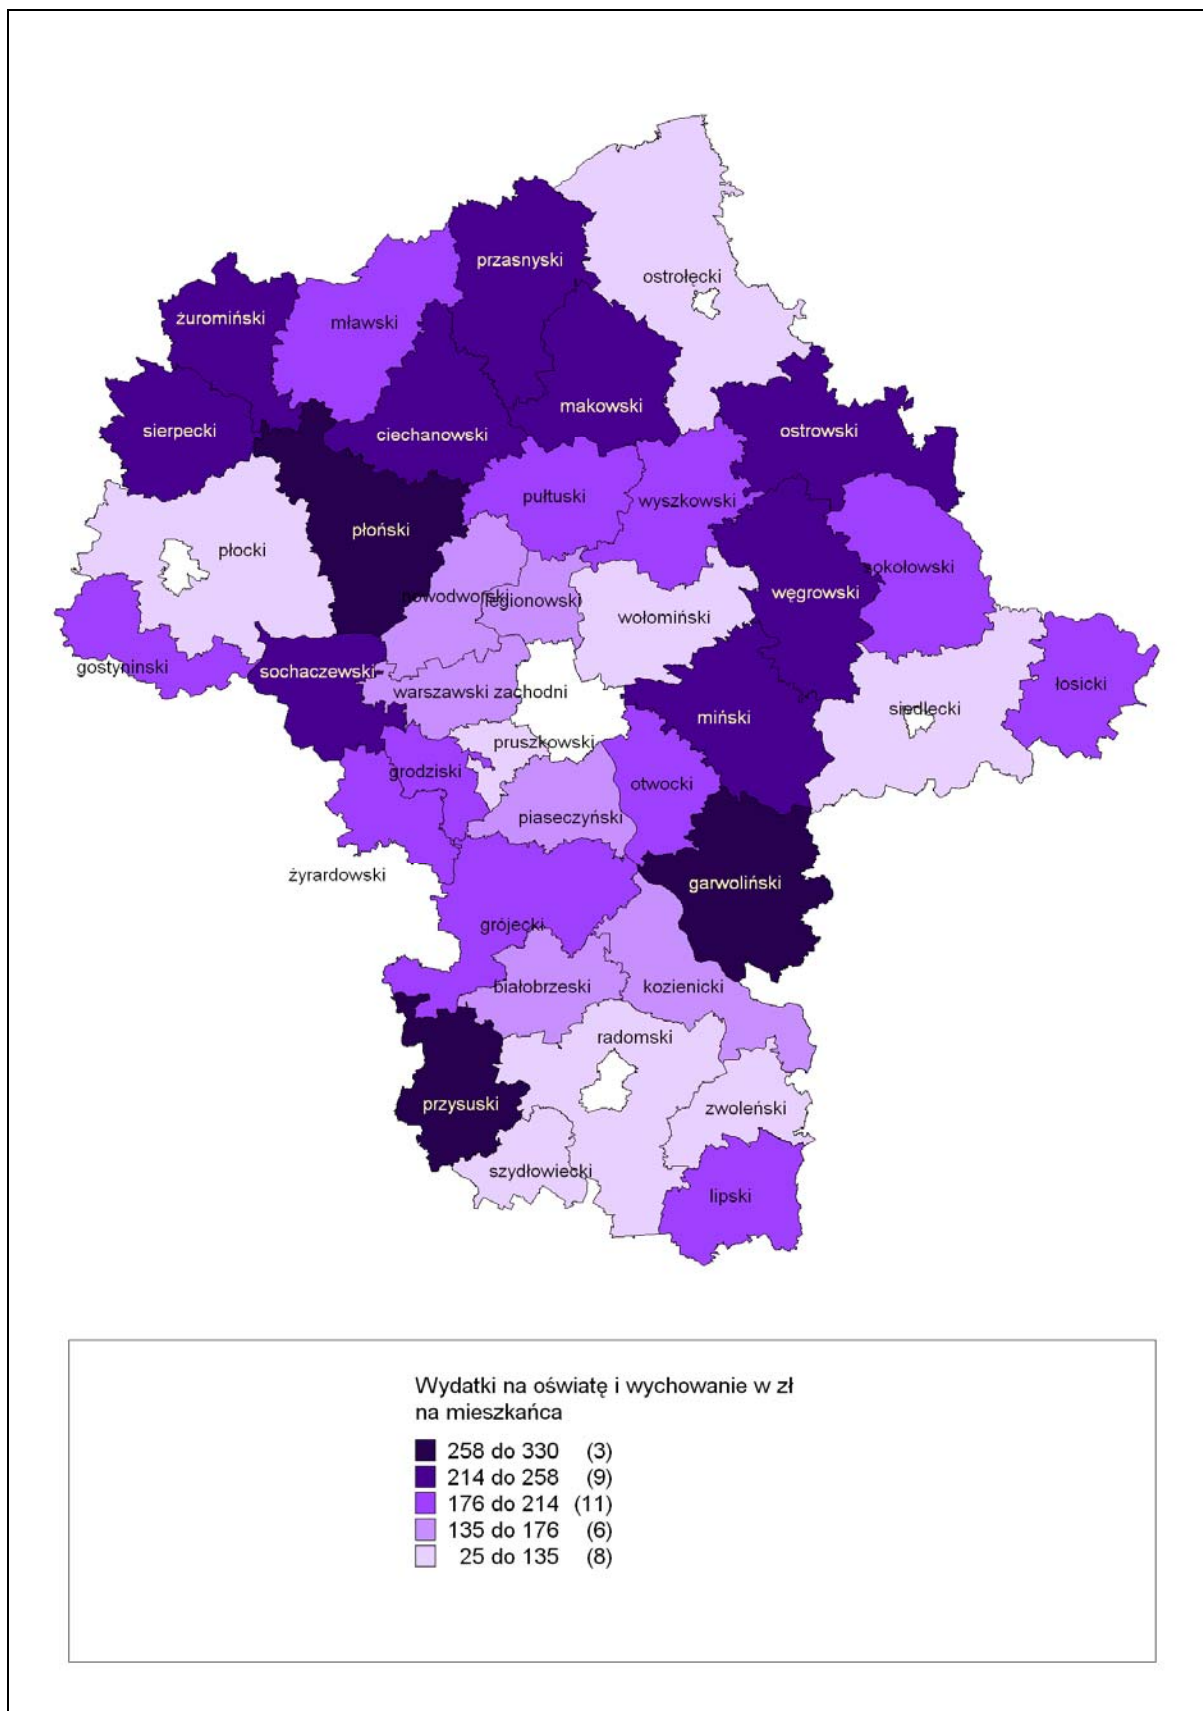 przasnyski
ostrołęcki
żuromiński
mławski
makowski
sierpecki
ciechanowski
ostrowski
pułtuski
wyszkowski
płoński
płocki
sokołowski
węgrowski
nowodworski
legionowski
wołomiński
gostyninski
sochaczewski
łosicki
warszawski zachodni
siedlecki
miński
pruszkowski
grodziski
otwocki
piaseczyński
żyrardowski
garwoliński
grójecki
białobrzeski
kozienicki
radomski
przysuski
zwoleński
szydłowiecki
lipski
Wydatki na oświatę i wychowanie w zł
na mieszkańca
258 do 330 (3)
214 do 258 (9)
176 do 214 (11)
135 do 176 (6)
25 do 135 (8)